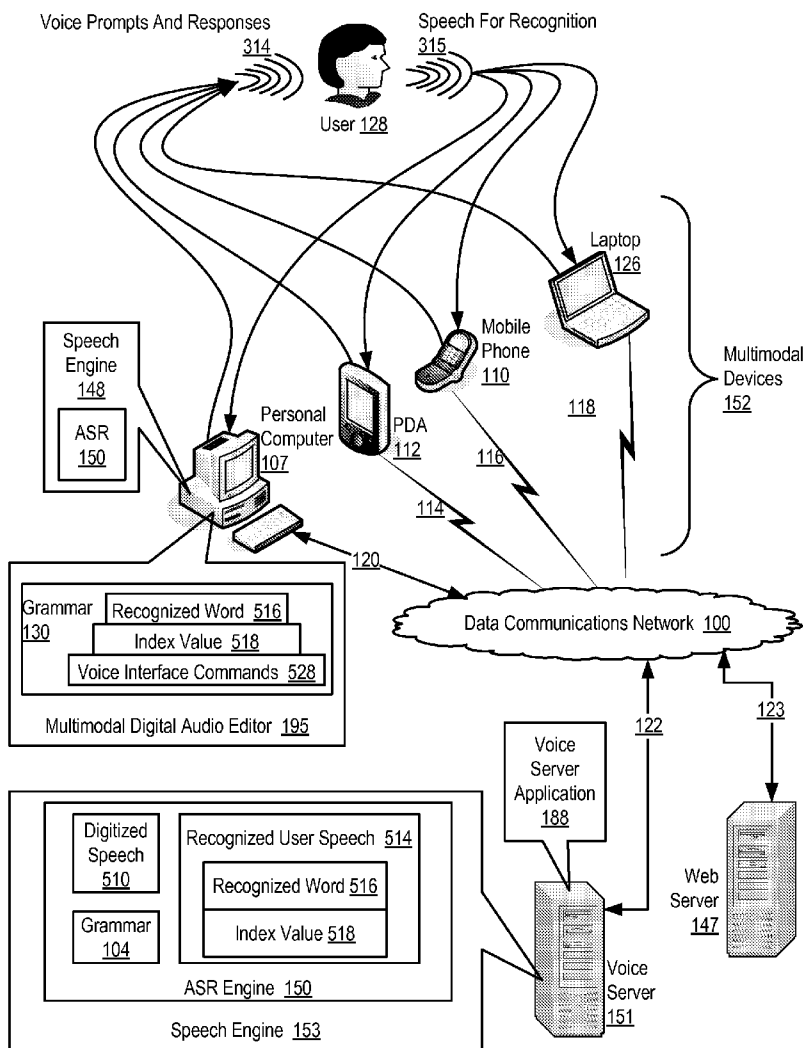 Voice Prompts And Responses
314
Speech For Recognition
315
User 128
Laptop
126
Mobile
Phone
110
Multimodal
Devices
152
Speech
Engine
148
ASR
150
Personal
Computer
107
PDA
112
118
116
114
120
Grammar
130
Recognized Word 516
Index Value 518
Voice Interface Commands 528
Multimodal Digital Audio Editor 195
Data Communications Network 100
122
123
Voice
Server
Application
188
Digitized
Speech
510
Recognized User Speech 514
Recognized Word 516
Index Value 518
Grammar
104
ASR Engine 150
Speech Engine 153
Voice
Server
151
Web
Server
147